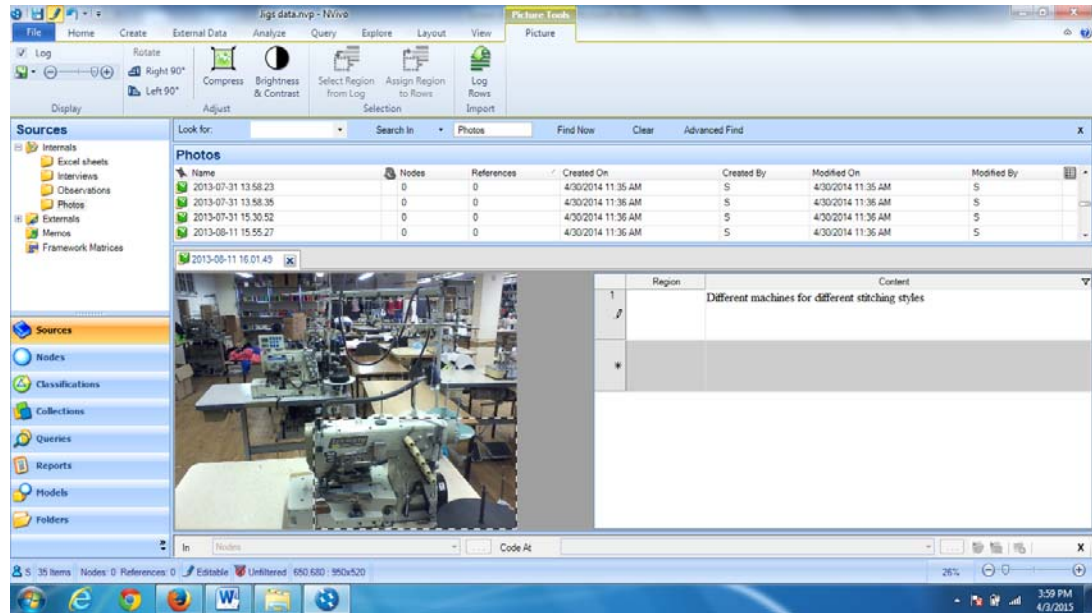 Jigs data.nvp - NVivo
Picture Tools
File Home Create External Data Analyze Query Explore Layout View Picture
Log
Rotate
Right 90°
Left 90°
Compress
Brightness & Contrast
Select Region from Log
Assign Region to Rows
Log Rows
Display Adjust Selection Import
Sources
Look for: Search In Photos Find Now Clear Advanced Find x
Internals
Excel sheets
Interviews
Observations
Photos
Externals
Memos
Framework Matrices
Photos
Name Nodes References Created On Created By Modified On Modified By
2013-07-31 13.58.23 0 0 4/30/2014 11:35 AM S 4/30/2014 11:35 AM S
2013-07-31 13.58.35 0 0 4/30/2014 11:36 AM S 4/30/2014 11:36 AM S
2013-07-31 15.30.52 0 0 4/30/2014 11:36 AM S 4/30/2014 11:36 AM S
2013-08-11 15.55.27 0 0 4/30/2014 11:36 AM S 4/30/2014 11:36 AM S
2013-08-11 16.01.49
Region Content
1 Different machines for different stitching styles
*
Sources
Nodes
Classifications
Collections
Queries
Reports
Models
Folders
In Nodes ... Code At ... x
S 35 Items Nodes: 0 References: 0 Editable Unfiltered 650,680 : 950x520 26%
3:59 PM
4/3/2015